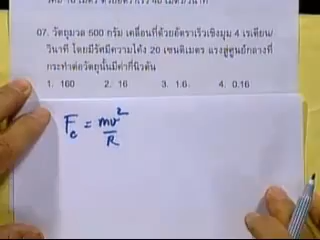 07. วัตถุมวล 500 กรัม เคลื่อนที่ด้วยอัตราเร็วเชิงมุม 4 เรเดียน/
วินาที โดยมีรัศมีความโค้ง 20 เซนติเมตร แรงสู่ศูนย์กลางที่
กระทำต่อวัตถุนั้นมีค่ากี่นิวตัน
1. 160 2. 16 3. 1.6 4. 0.16
Fc = mv²/R